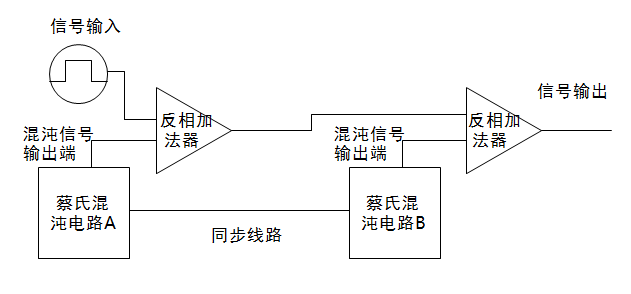 信号输入
信号输出
反相加
法器
反相加
法器
混沌信号
输出端
混沌信号
输出端
蔡氏混
沌电路A
蔡氏混
沌电路B
同步线路